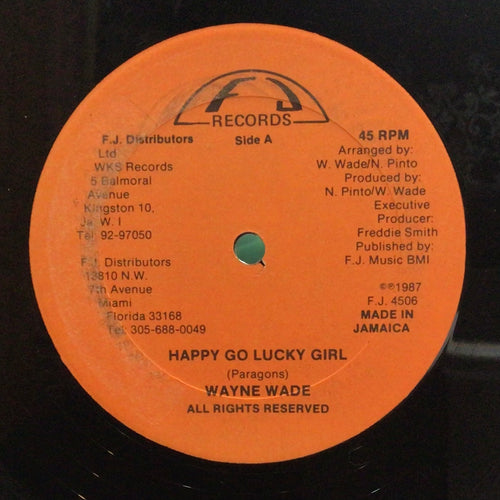 F J
RECORDS
Side A
45 RPM
F.J. Distributors
Ltd
WKS Records
5 Balmoral
Avenue
Kingston 10,
Ja W. I
Tel 92-97050
F.J. Distributors
13810 N.W.
7th Avenue
Miami
Florida 33168
Tel: 305-688-0049
Arranged by:
W. Wade/N. Pinto
Produced by:
N. Pinto/W. Wade
Executive
Producer:
Freddie Smith
Published by:
F.J. Music BMI
©℗1987
F.J. 4506
MADE IN
JAMAICA
HAPPY GO LUCKY GIRL
(Paragons)
WAYNE WADE
ALL RIGHTS RESERVED